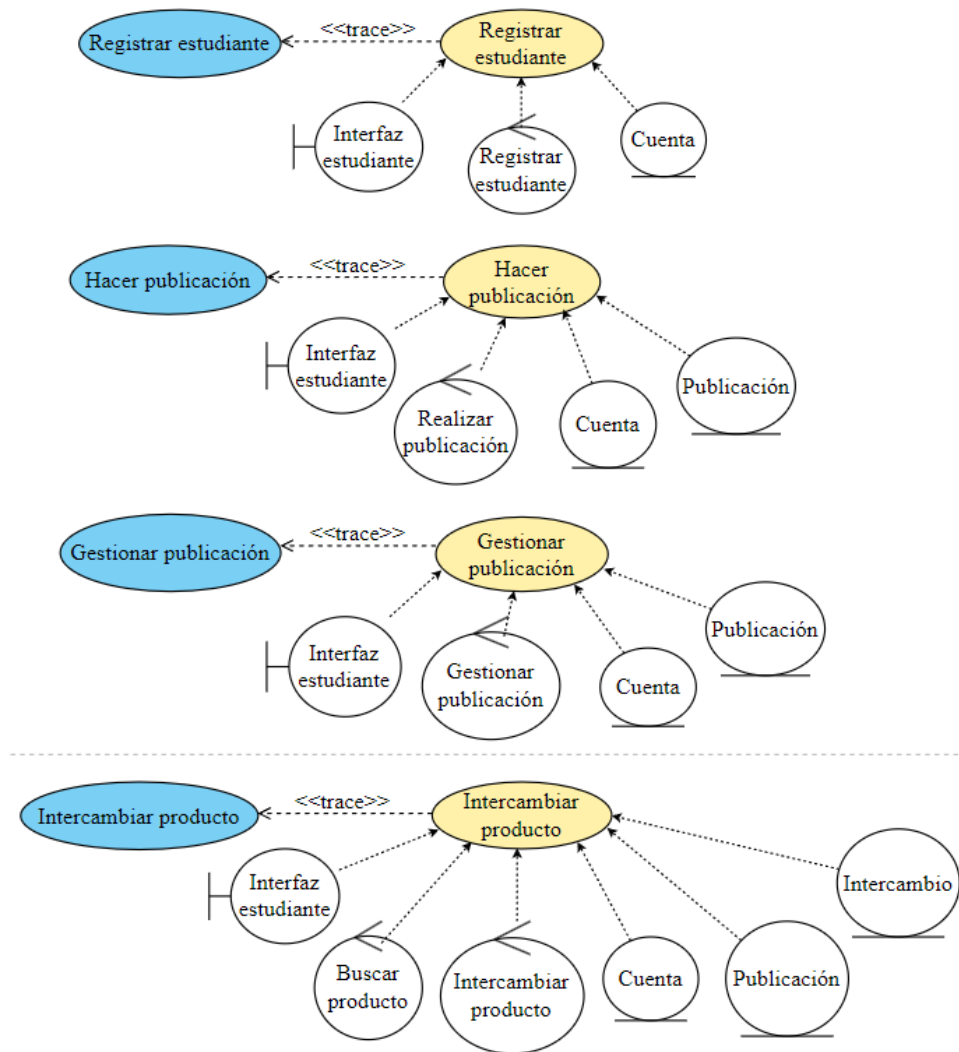 Registrar estudiante
<<trace>>
Registrar
estudiante
Interfaz
estudiante
Registrar
estudiante
Cuenta
Hacer publicación
<<trace>>
Hacer
publicación
Interfaz
estudiante
Realizar
publicación
Cuenta
Publicación
Gestionar publicación
<<trace>>
Gestionar
publicación
Interfaz
estudiante
Gestionar
publicación
Cuenta
Publicación
Intercambiar producto
<<trace>>
Intercambiar
producto
Interfaz
estudiante
Buscar
producto
Intercambiar
producto
Cuenta
Publicación
Intercambio